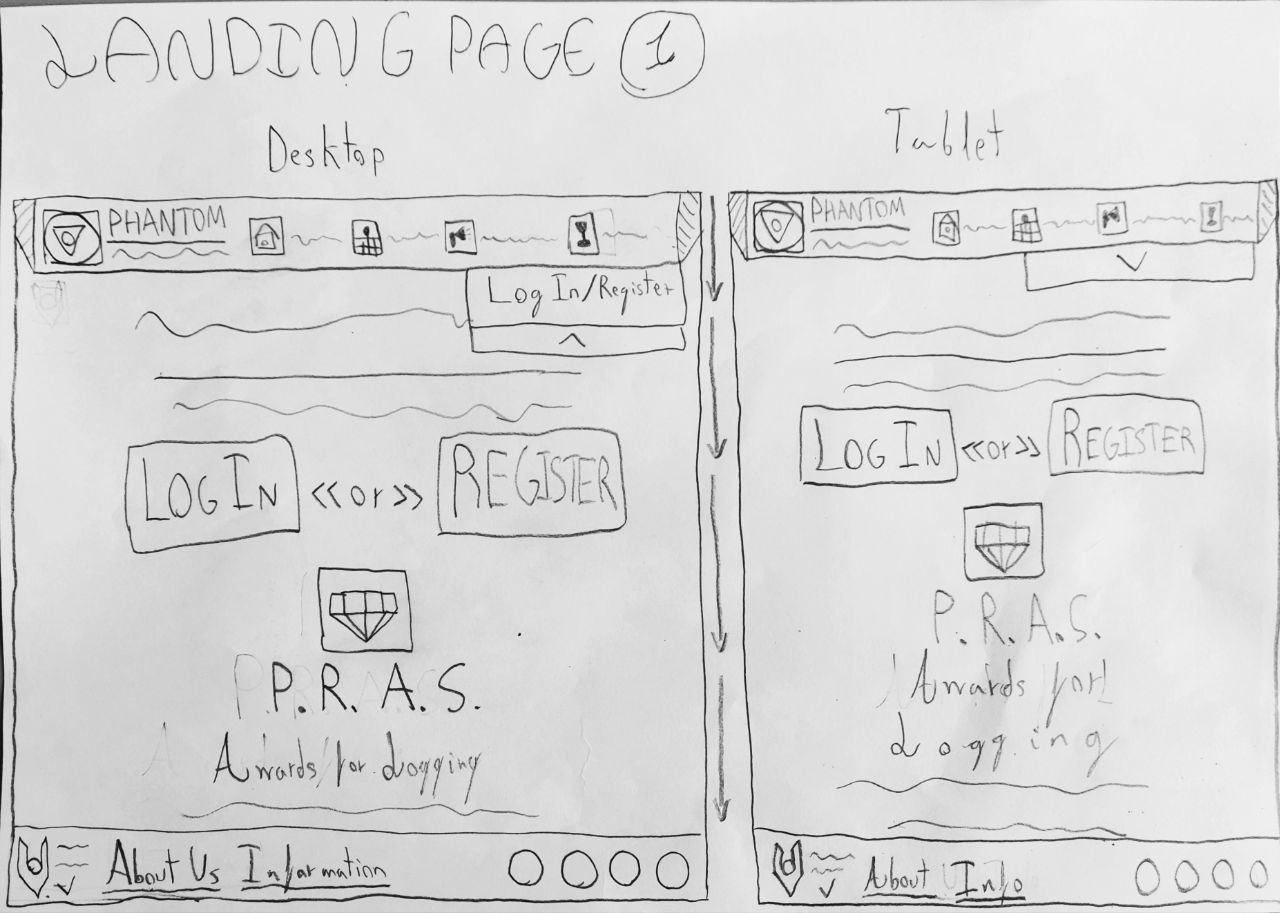 LANDING PAGE 1
Desktop
PHANTOM
Log In/Register
LOG IN «or» REGISTER
P.R.A.S.
Awards for Logging
About Us Information
Tablet
PHANTOM
LOG IN «or» REGISTER
P.R.A.S.
Awards for
Logging
About Info